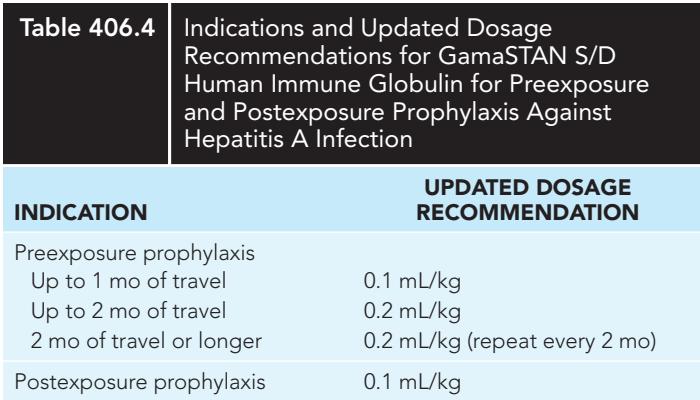 Table 406.4
Indications and Updated Dosage
Recommendations for GamaSTAN S/D
Human Immune Globulin for Preexposure
and Postexposure Prophylaxis Against
Hepatitis A Infection
INDICATION
UPDATED DOSAGE
RECOMMENDATION
Preexposure prophylaxis
Up to 1 mo of travel 0.1 mL/kg
Up to 2 mo of travel 0.2 mL/kg
2 mo of travel or longer 0.2 mL/kg (repeat every 2 mo)
Postexposure prophylaxis 0.1 mL/kg